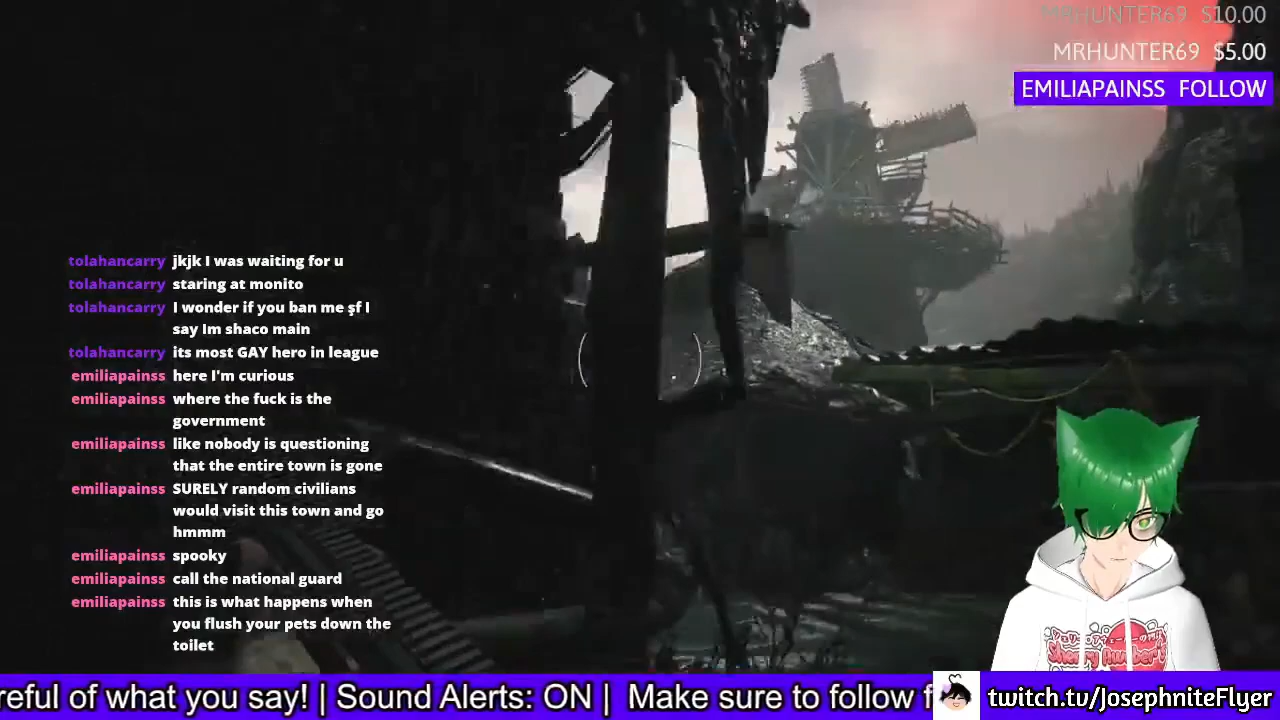 MRHUNTER69 $10.00
MRHUNTER69 $5.00
EMILIAPAINSS FOLLOW
tolahancarry jkjk I was waiting for u
tolahancarry staring at monito
tolahancarry I wonder if you ban me şf I
say Im shaco main
tolahancarry its most GAY hero in league
emiliapainss here I'm curious
emiliapainss where the fuck is the
government
emiliapainss like nobody is questioning
that the entire town is gone
emiliapainss SURELY random civilians
would visit this town and go
hmmm
emiliapainss spooky
emiliapainss call the national guard
emiliapainss this is what happens when
you flush your pets down the
toilet
reful of what you say! | Sound Alerts: ON | Make sure to follow f
twitch.tv/JosephniteFlyer